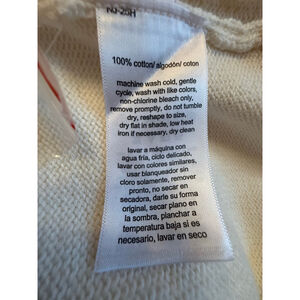 100% cotton/ algodón/ coton
machine wash cold, gentle
cycle, wash with like colors,
non-chlorine bleach only,
remove promptly, do not tumble
dry, reshape to size,
dry flat in shade, low heat
iron if necessary, dry clean
lavar a máquina con
agua fría, ciclo delicado,
lavar con colores similares,
usar blanqueador sin
cloro solamente, remover
pronto, no secar en
secadora, darle su forma
original, secar plano en
la sombra, planchar a
temperatura baja si es
necesario, lavar en seco